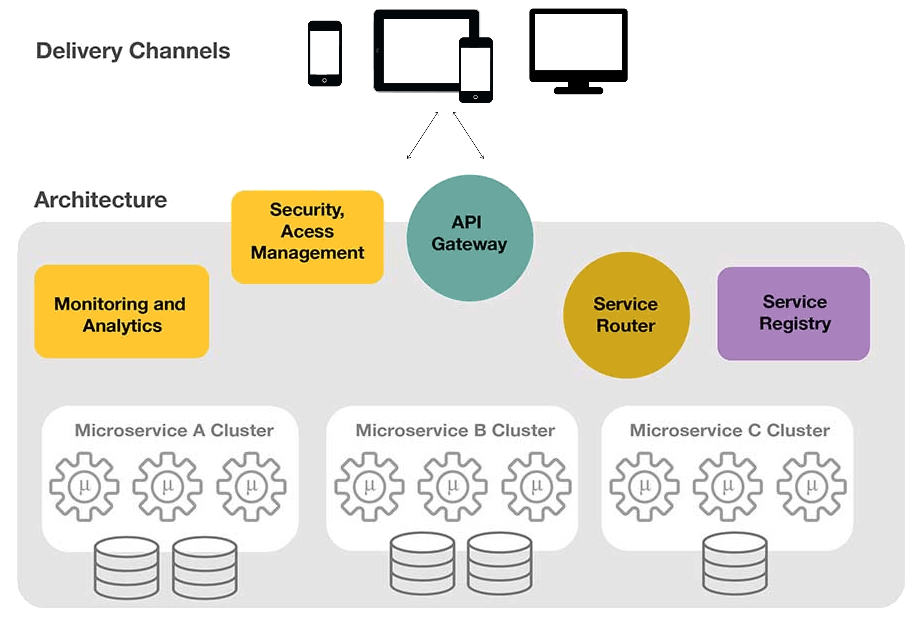 Delivery Channels
Architecture
Security,
Acess
Management
API
Gateway
Monitoring and
Analytics
Service
Router
Service
Registry
Microservice A Cluster
μ μ μ
Microservice B Cluster
μ μ μ
Microservice C Cluster
μ μ μ